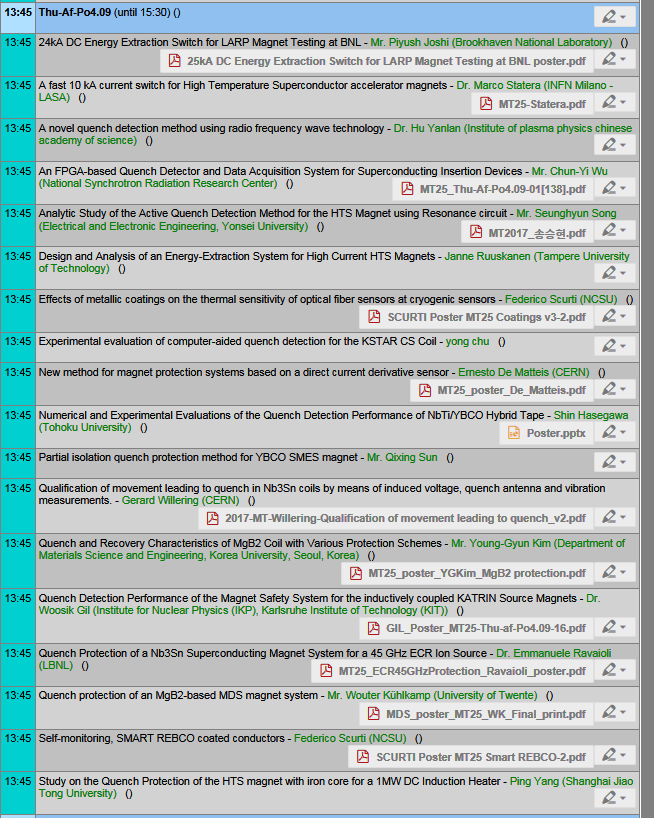 13:45 Thu-Af-Po4.09 (until 15:30) ()
13:45 24kA DC Energy Extraction Switch for LARP Magnet Testing at BNL - Mr. Piyush Joshi (Brookhaven National Laboratory) ()
25kA DC Energy Extraction Switch for LARP Magnet Testing at BNL poster.pdf
13:45 A fast 10 kA current switch for High Temperature Superconductor accelerator magnets - Dr. Marco Statera (INFN Milano -
LASA) ()
MT25-Statera.pdf
13:45 A novel quench detection method using radio frequency wave technology - Dr. Hu Yanlan (Institute of plasma physics chinese
academy of science) ()
13:45 An FPGA-based Quench Detector and Data Acquisition System for Superconducting Insertion Devices - Mr. Chun-Yi Wu
(National Synchrotron Radiation Research Center) ()
MT25_Thu-Af-Po4.09-01[138].pdf
13:45 Analytic Study of the Active Quench Detection Method for the HTS Magnet using Resonance circuit - Mr. Seunghyun Song
(Electrical and Electronic Engineering, Yonsei University) ()
MT2017_송승현.pdf
13:45 Design and Analysis of an Energy-Extraction System for High Current HTS Magnets - Janne Ruuskanen (Tampere University
of Technology) ()
13:45 Effects of metallic coatings on the thermal sensitivity of optical fiber sensors at cryogenic sensors - Federico Scurti (NCSU) ()
SCURTI Poster MT25 Coatings v3-2.pdf
13:45 Experimental evaluation of computer-aided quench detection for the KSTAR CS Coil - yong chu ()
13:45 New method for magnet protection systems based on a direct current derivative sensor - Ernesto De Matteis (CERN) ()
MT25_poster_De_Matteis.pdf
13:45 Numerical and Experimental Evaluations of the Quench Detection Performance of NbTi/YBCO Hybrid Tape - Shin Hasegawa
(Tohoku University) ()
Poster.pptx
13:45 Partial isolation quench protection method for YBCO SMES magnet - Mr. Qixing Sun ()
13:45 Qualification of movement leading to quench in Nb3Sn coils by means of induced voltage, quench antenna and vibration
measurements. - Gerard Willering (CERN) ()
2017-MT-Willering-Qualification of movement leading to quench_v2.pdf
13:45 Quench and Recovery Characteristics of MgB2 Coil with Various Protection Schemes - Mr. Young-Gyun Kim (Department of
Materials Science and Engineering, Korea University, Seoul, Korea) ()
MT25_poster_YGKim_MgB2 protection.pdf
13:45 Quench Detection Performance of the Magnet Safety System for the inductively coupled KATRIN Source Magnets - Dr.
Woosik Gil (Institute for Nuclear Physics (IKP), Karlsruhe Institute of Technology (KIT)) ()
GIL_Poster_MT25-Thu-af-Po4.09-16.pdf
13:45 Quench Protection of a Nb3Sn Superconducting Magnet System for a 45 GHz ECR Ion Source - Dr. Emmanuele Ravaioli
(LBNL) ()
MT25_ECR45GHzProtection_Ravaioli_poster.pdf
13:45 Quench protection of an MgB2-based MDS magnet system - Mr. Wouter Kühlkamp (University of Twente) ()
MDS_poster_MT25_WK_Final_print.pdf
13:45 Self-monitoring, SMART REBCO coated conductors - Federico Scurti (NCSU) ()
SCURTI Poster MT25 Smart REBCO-2.pdf
13:45 Study on the Quench Protection of the HTS magnet with iron core for a 1MW DC Induction Heater - Ping Yang (Shanghai Jiao
Tong University) ()